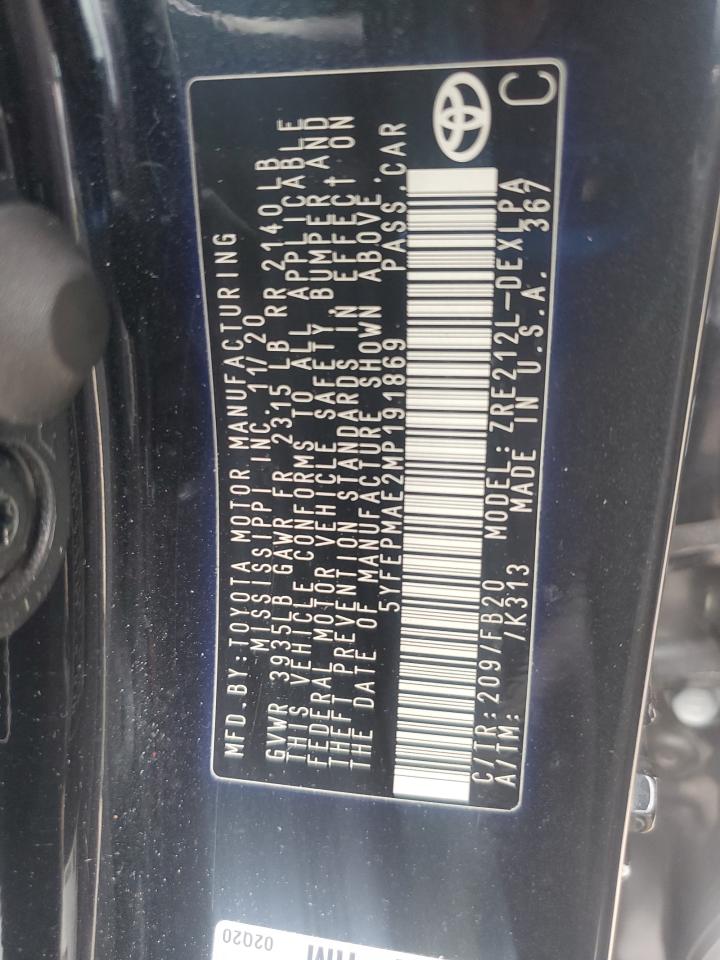 MFD.BY:TOYOTA MOTOR MANUFACTURING
MISSISSIPPI INC. 11/20
GVWR 3935LB GAWR FR 2315 LB RR 2140LB
THIS VEHICLE CONFORMS TO ALL APPLICABLE
FEDERAL MOTOR VEHICLE SAFETY, BUMPER, AND
THEFT PREVENTION STANDARDS IN EFFECT ON
THE DATE OF MANUFACTURE SHOWN ABOVE.
5YFEPMAE2MP191869 PASS.CAR
C/TR:209/FB20 MODEL:ZRE212L-DEXLPA
A/TM: /K313 MADE IN U.S.A. 367
C
02Q20